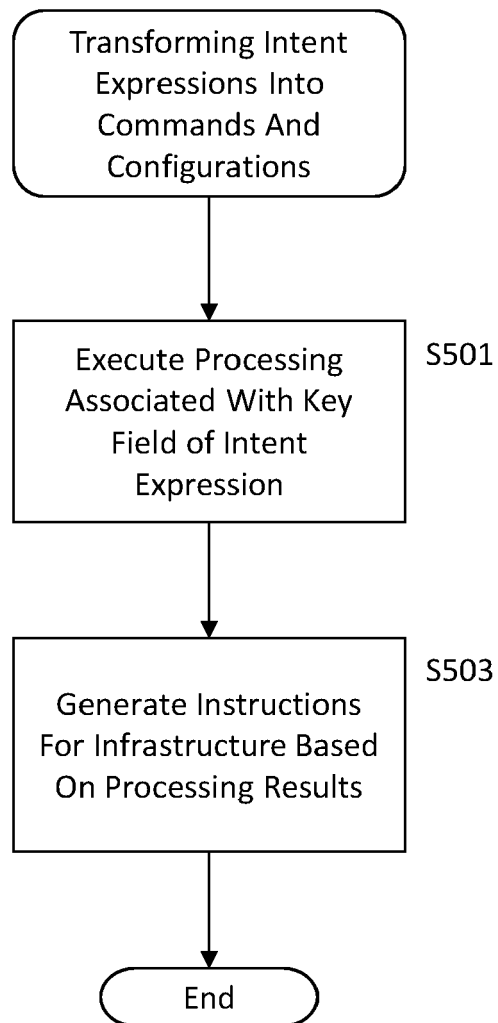 Transforming Intent
Expressions Into
Commands And
Configurations
Execute Processing
Associated With Key
Field of Intent
Expression
S501
Generate Instructions
For Infrastructure Based
On Processing Results
S503
End